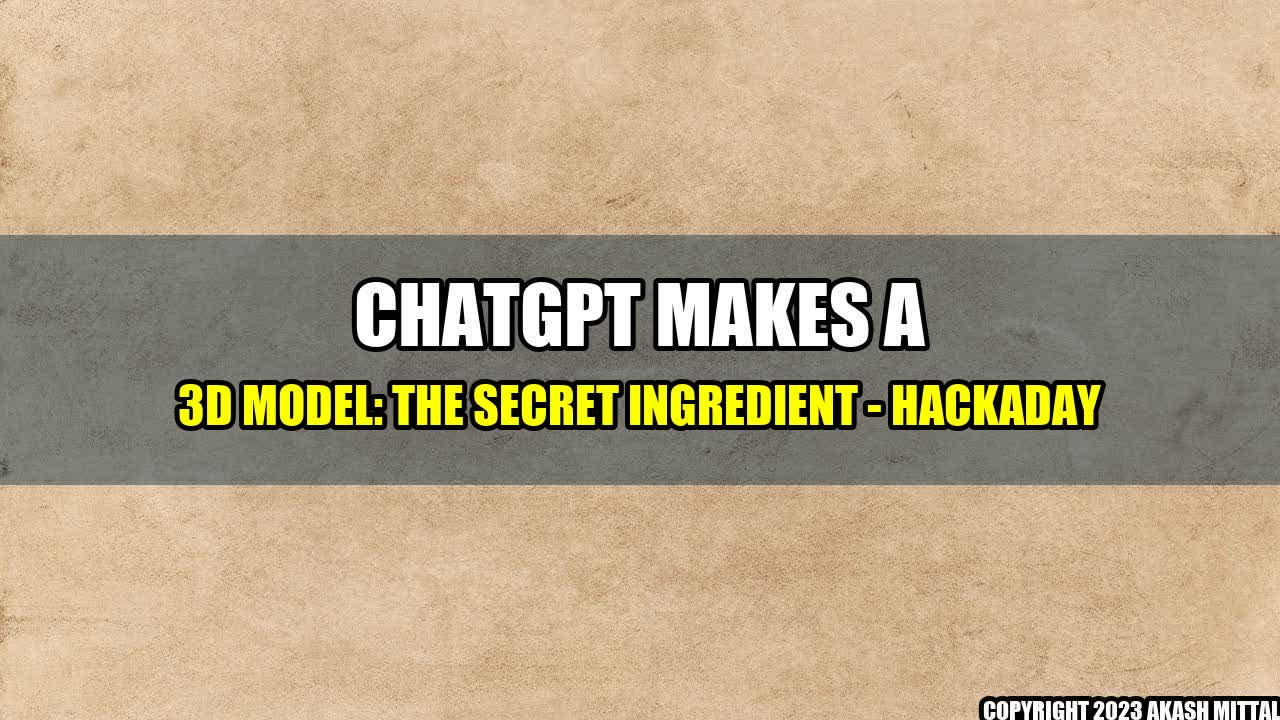 CHATGPT MAKES A
3D MODEL: THE SECRET INGREDIENT - HACKADAY
COPYRIGHT 2023 AKASH MITTAL